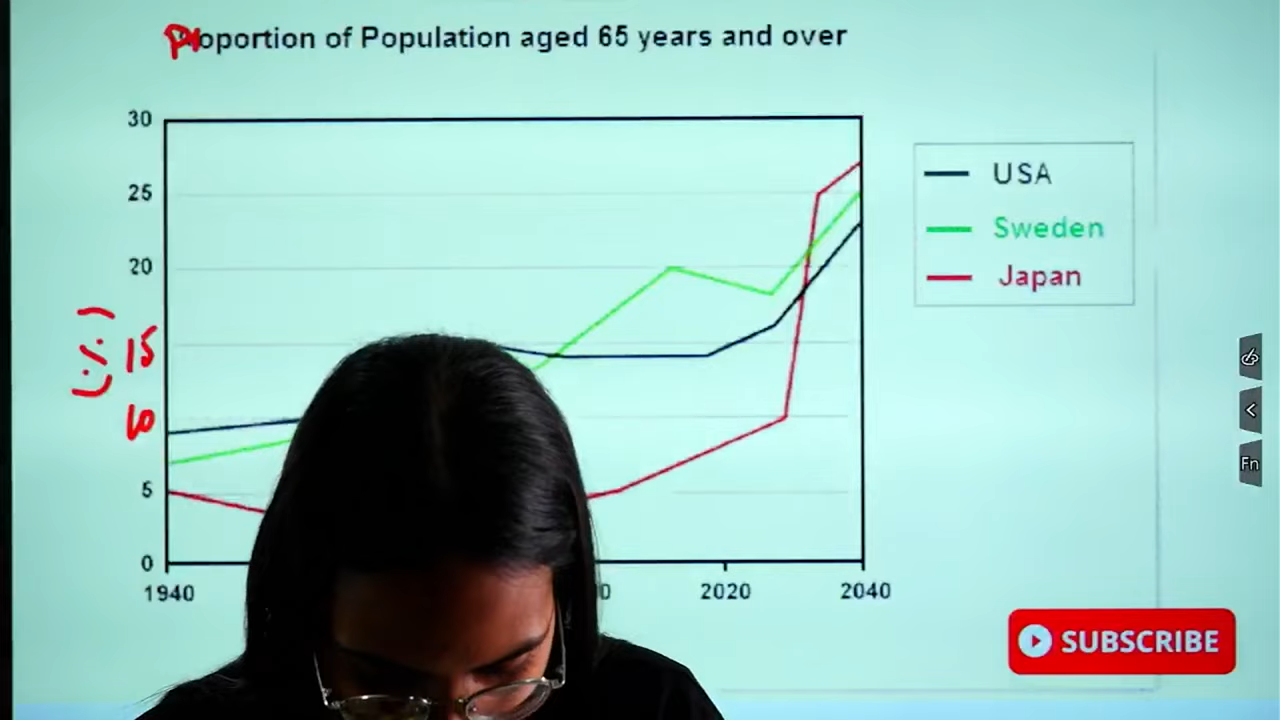 Proportion of Population aged 65 years and over
30
25
20
(%)
15
10
5
0
1940
2020
2040
USA
Sweden
Japan
Fn
SUBSCRIBE